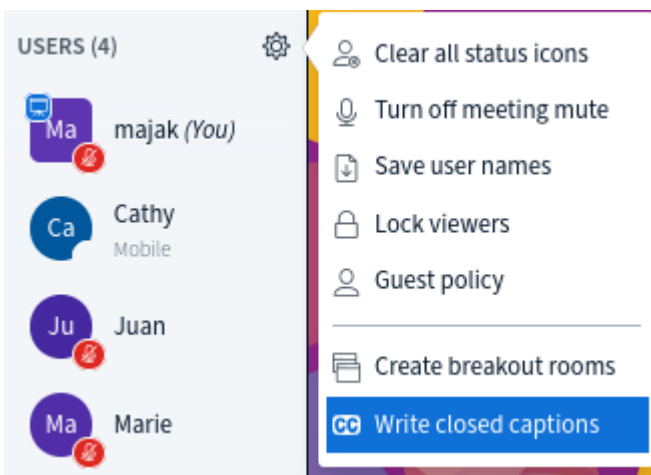 USERS (4)
Ma
majak (You)
Ca
Cathy
Mobile
Ju
Juan
Ma
Marie
Clear all status icons
Turn off meeting mute
Save user names
Lock viewers
Guest policy
Create breakout rooms
CC Write closed captions